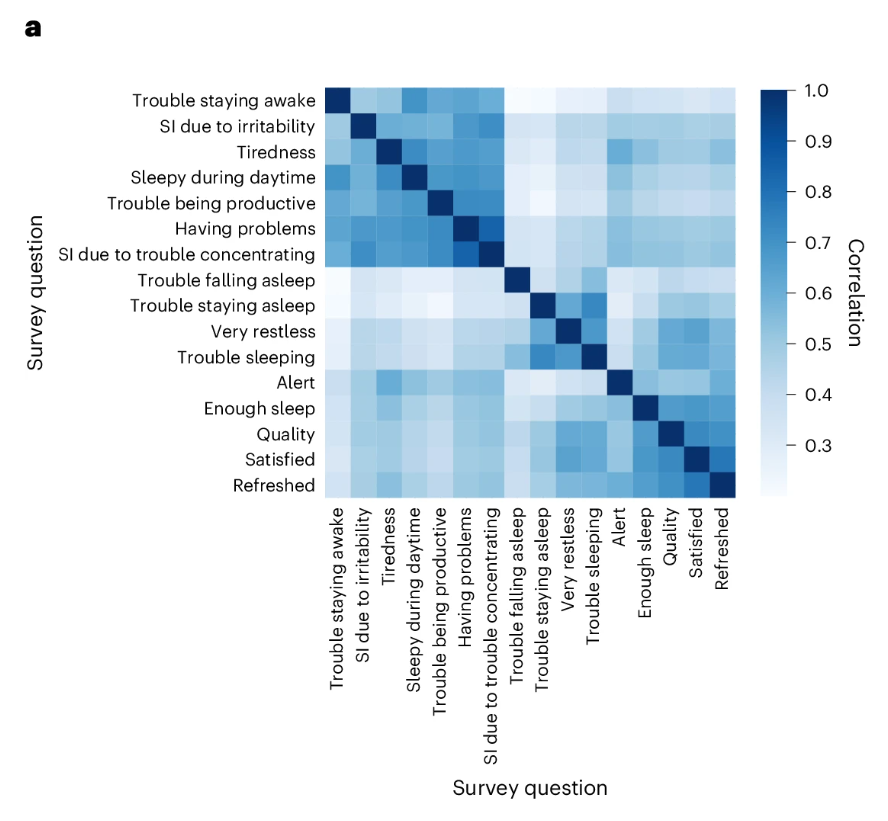 a
Trouble staying awake
SI due to irritability
Tiredness
Sleepy during daytime
Trouble being productive
Having problems
SI due to trouble concentrating
Trouble falling asleep
Trouble staying asleep
Very restless
Trouble sleeping
Alert
Enough sleep
Quality
Satisfied
Refreshed
Survey question
Trouble staying awake
SI due to irritability
Tiredness
Sleepy during daytime
Trouble being productive
Having problems
SI due to trouble concentrating
Trouble falling asleep
Trouble staying asleep
Very restless
Trouble sleeping
Alert
Enough sleep
Quality
Satisfied
Refreshed
Survey question
1.0
0.9
0.8
0.7
0.6
0.5
0.4
0.3
Correlation